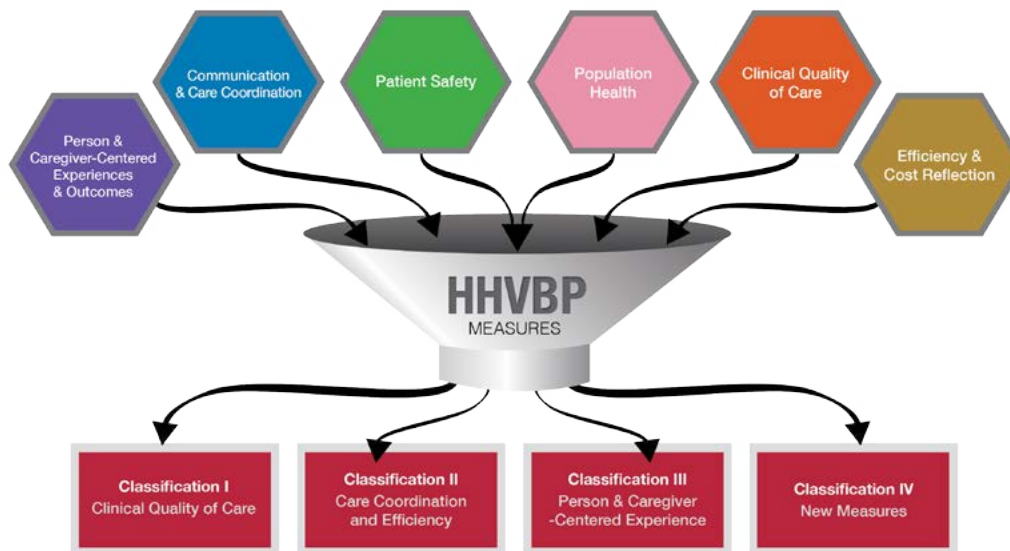 Communication
& Care Coordination
Patient Safety
Population
Health
Clinical Quality
of Care
Person &
Caregiver-Centered
Experiences
& Outcomes
Efficiency &
Cost Reflection
HHVBP
MEASURES
Classification I
Clinical Quality of Care
Classification II
Care Coordination
and Efficiency
Classification III
Person & Caregiver
-Centered Experience
Classification IV
New Measures